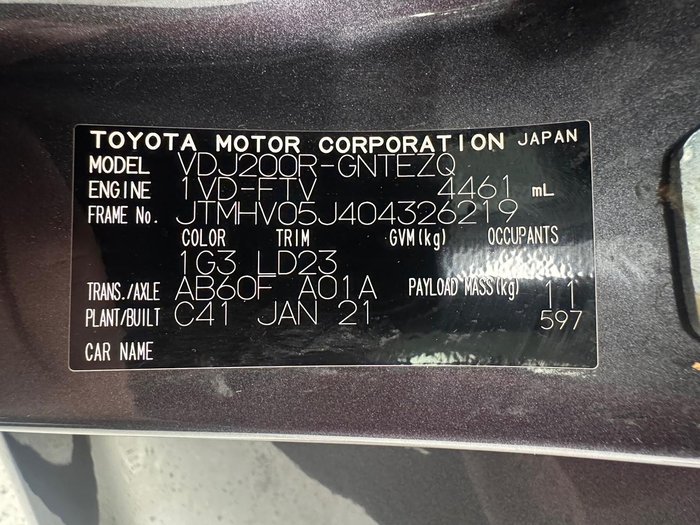 TOYOTA MOTOR CORPORATION JAPAN
MODEL VDJ200R-GNTEZQ
ENGINE 1VD-FTV 4461 mL
FRAME No. JTMHV05J404326219
COLOR TRIM GVM(kg) OCCUPANTS
1G3 LD23
TRANS./AXLE AB60F A01A PAYLOAD MASS(kg) 11
PLANT/BUILT C41 JAN 21 597
CAR NAME